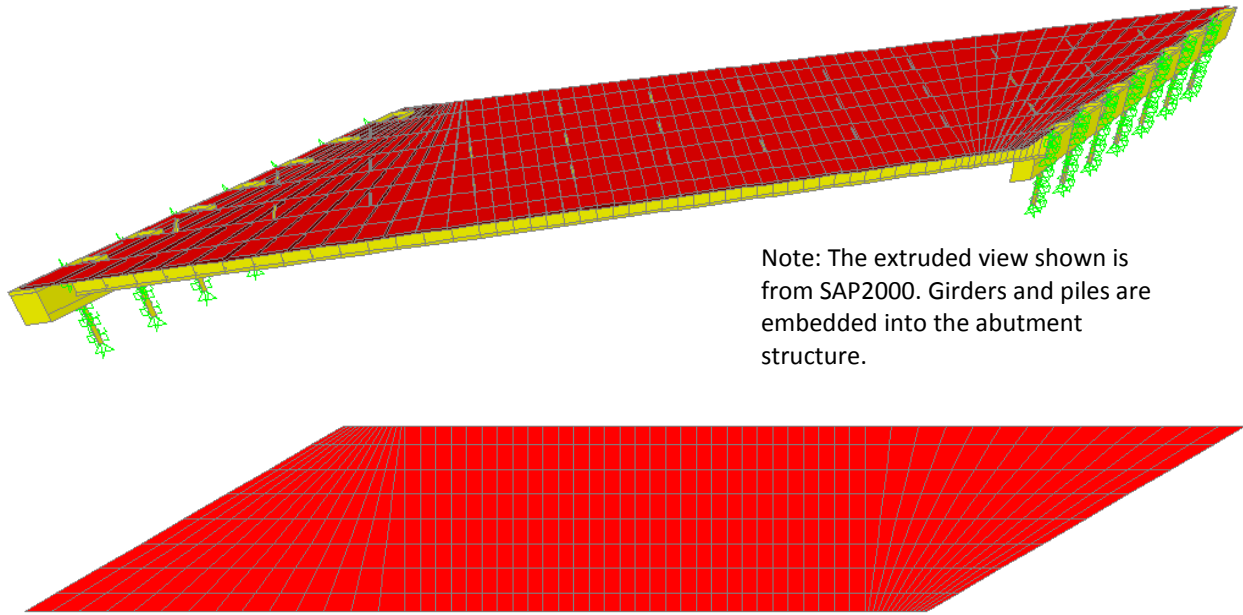 Note: The extruded view shown is
from SAP2000. Girders and piles are
embedded into the abutment
structure.